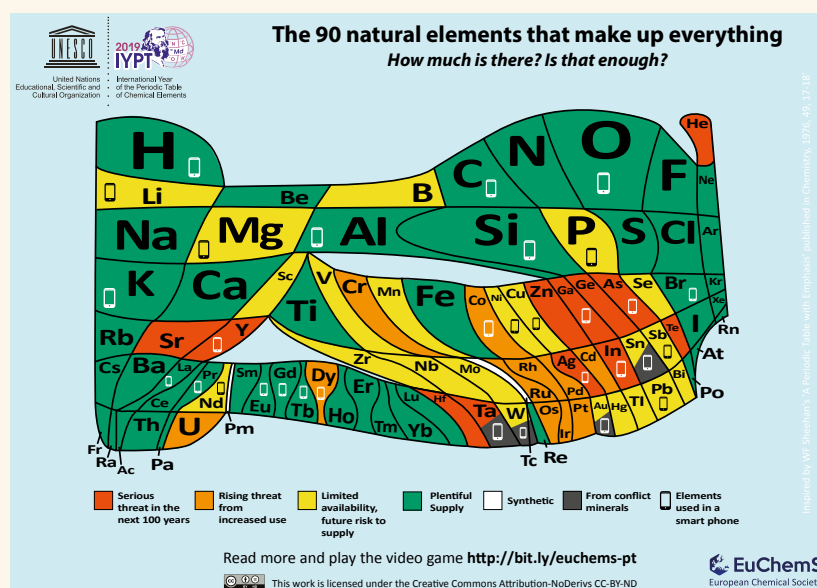 UNESCO
2019
IYPT
United Nations
Educational, Scientific and
Cultural Organization
International Year
of the Periodic Table
of Chemical Elements
The 90 natural elements that make up everything
How much is there? Is that enough?
H
Li Be B C N O F He Ne
Na Mg Al Si P S Cl Ar
K Ca Sc Ti V Cr Mn Fe Co Ni Cu Zn Ga Ge As Se Br Kr
Rb Sr Y Zr Nb Mo Tc Ru Rh Pd Ag Cd In Sn Sb Te I Xe
Cs Ba La Ce Pr Nd Pm Sm Eu Gd Tb Dy Ho Er Tm Yb Lu Hf Ta W Re Os Ir Pt Au Hg Tl Pb Bi Po At Rn
Fr Ra Ac Th Pa U
Serious
threat in the
next 100 years
Rising threat
from
increased use
Limited
availability,
future risk to
supply
Plentiful
Supply
Synthetic
From conflict
minerals
Elements
used in a
smart phone
Read more and play the video game http://bit.ly/euchems-pt
This work is licensed under the Creative Commons Attribution-NoDerivs CC-BY-ND
EuChemS
European Chemical Socie
Inspired by WF Sheehan's 'A Periodic Table with Emphasis' published in Chemistry, 1976, 49, 17-18'